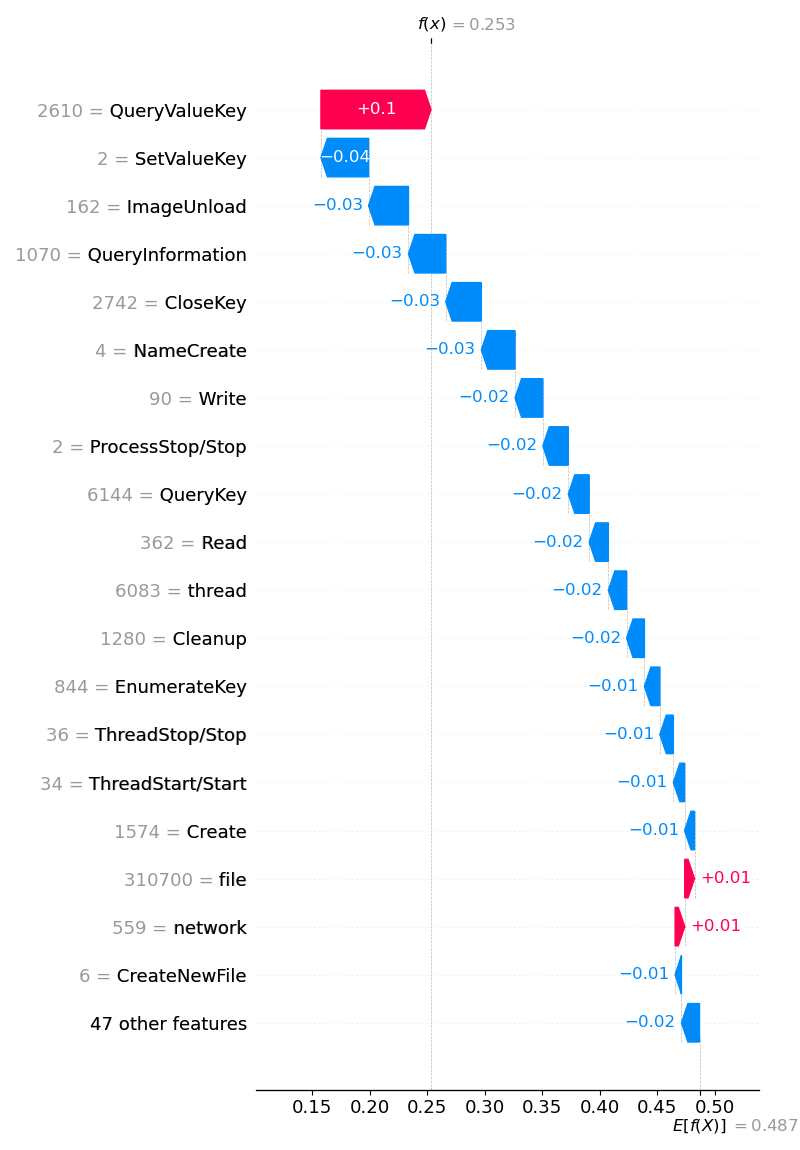 f(x) = 0.253
2610 = QueryValueKey +0.1
2 = SetValueKey −0.04
162 = ImageUnload −0.03
1070 = QueryInformation −0.03
2742 = CloseKey −0.03
4 = NameCreate −0.03
90 = Write −0.02
2 = ProcessStop/Stop −0.02
6144 = QueryKey −0.02
362 = Read −0.02
6083 = thread −0.02
1280 = Cleanup −0.02
844 = EnumerateKey −0.01
36 = ThreadStop/Stop −0.01
34 = ThreadStart/Start −0.01
1574 = Create −0.01
310700 = file +0.01
559 = network +0.01
6 = CreateNewFile −0.01
47 other features −0.02
0.15 0.20 0.25 0.30 0.35 0.40 0.45 0.50
E[f(X)] = 0.487